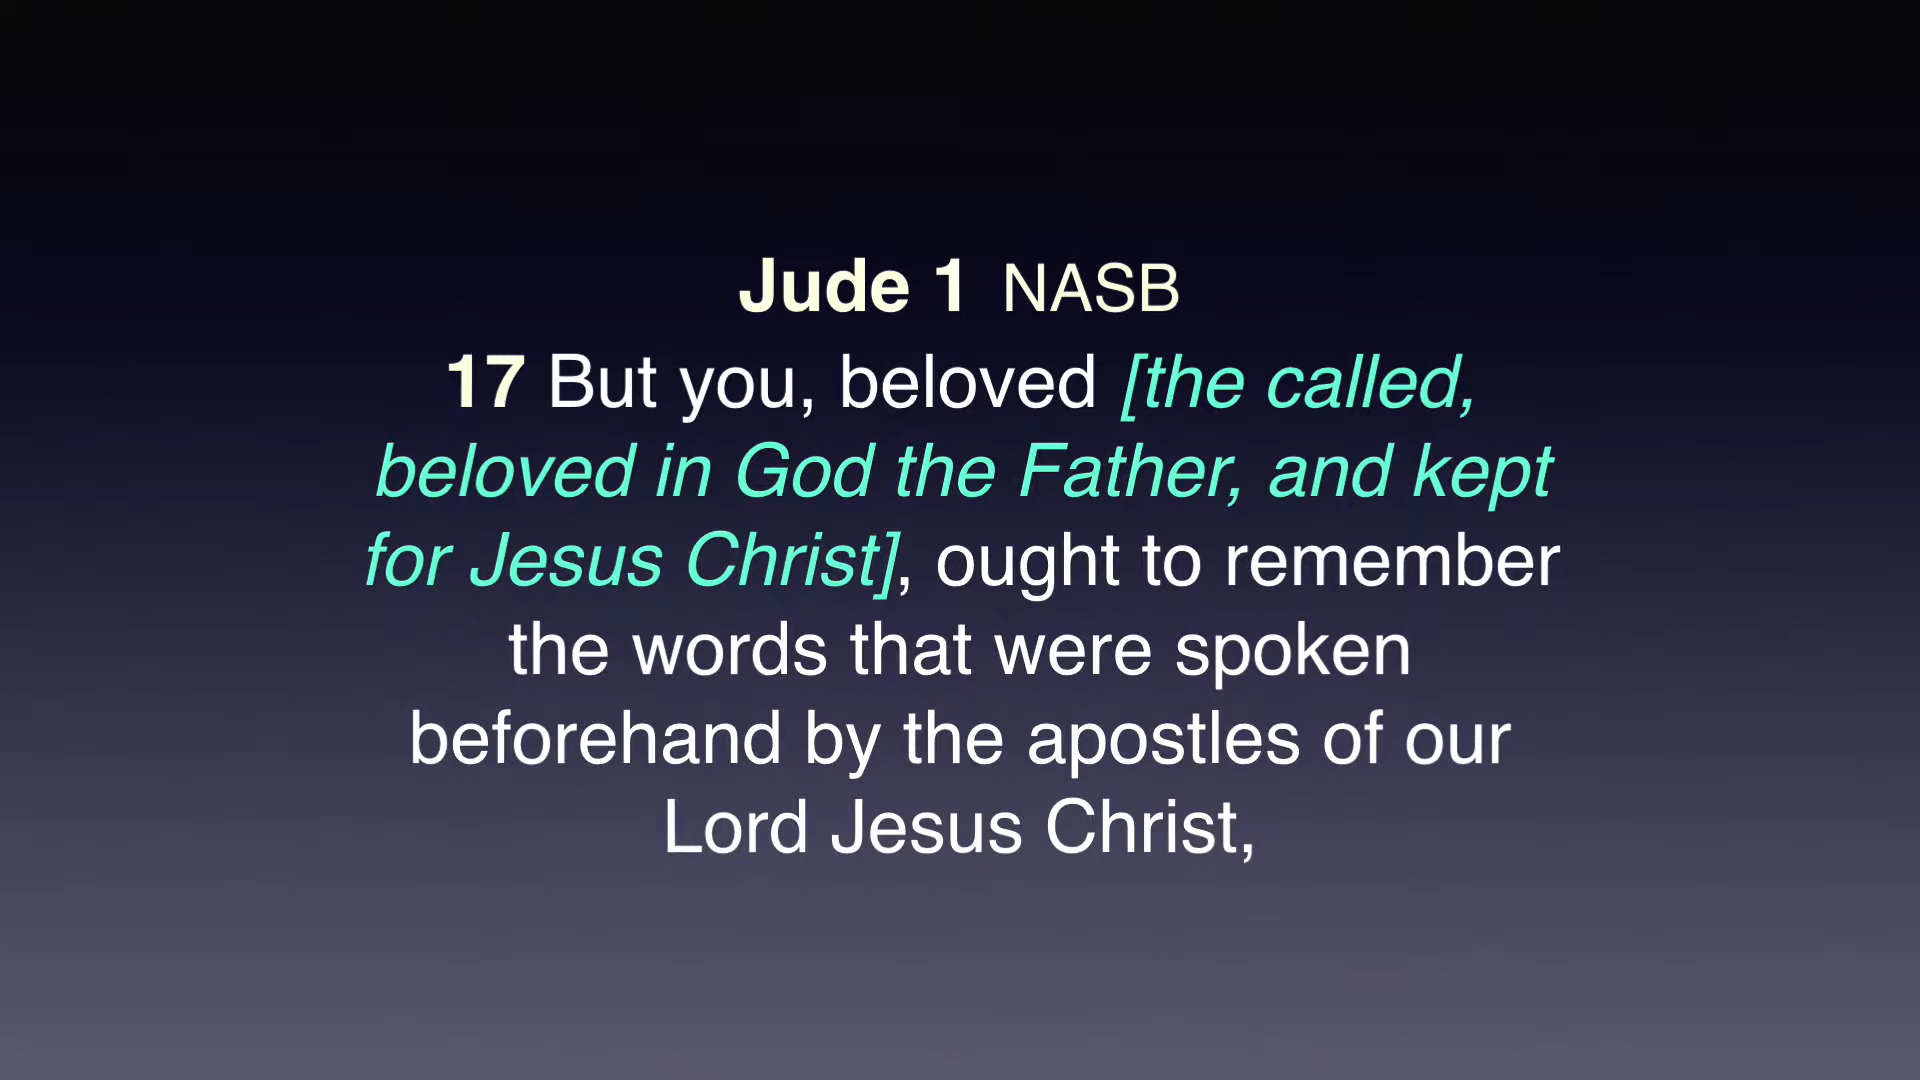 Jude 1 NASB
17 But you, beloved [the called,
beloved in God the Father, and kept
for Jesus Christ], ought to remember
the words that were spoken
beforehand by the apostles of our
Lord Jesus Christ,